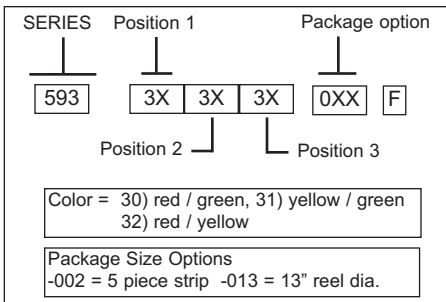 SERIES Position 1 Package option
593 3X 3X 3X 0XX F
Position 2 Position 3
Color = 30) red / green, 31) yellow / green
32) red / yellow
Package Size Options
-002 = 5 piece strip -013 = 13” reel dia.